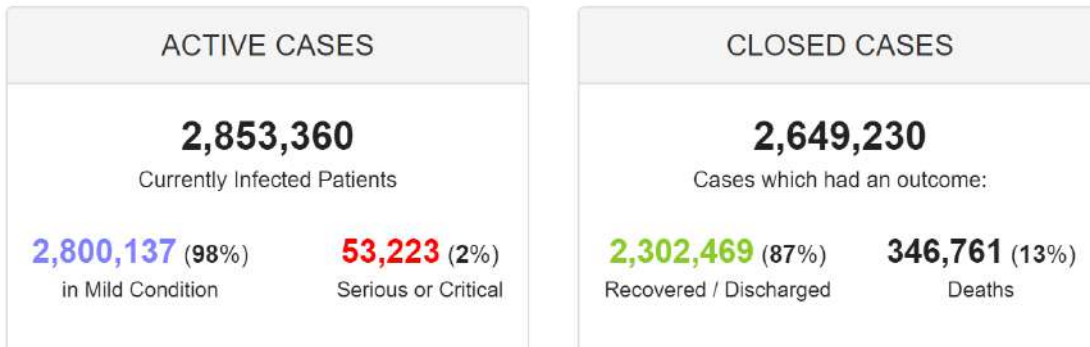 ACTIVE CASES
2,853,360
Currently Infected Patients
2,800,137 (98%)
in Mild Condition
53,223 (2%)
Serious or Critical
CLOSED CASES
2,649,230
Cases which had an outcome:
2,302,469 (87%)
Recovered / Discharged
346,761 (13%)
Deaths